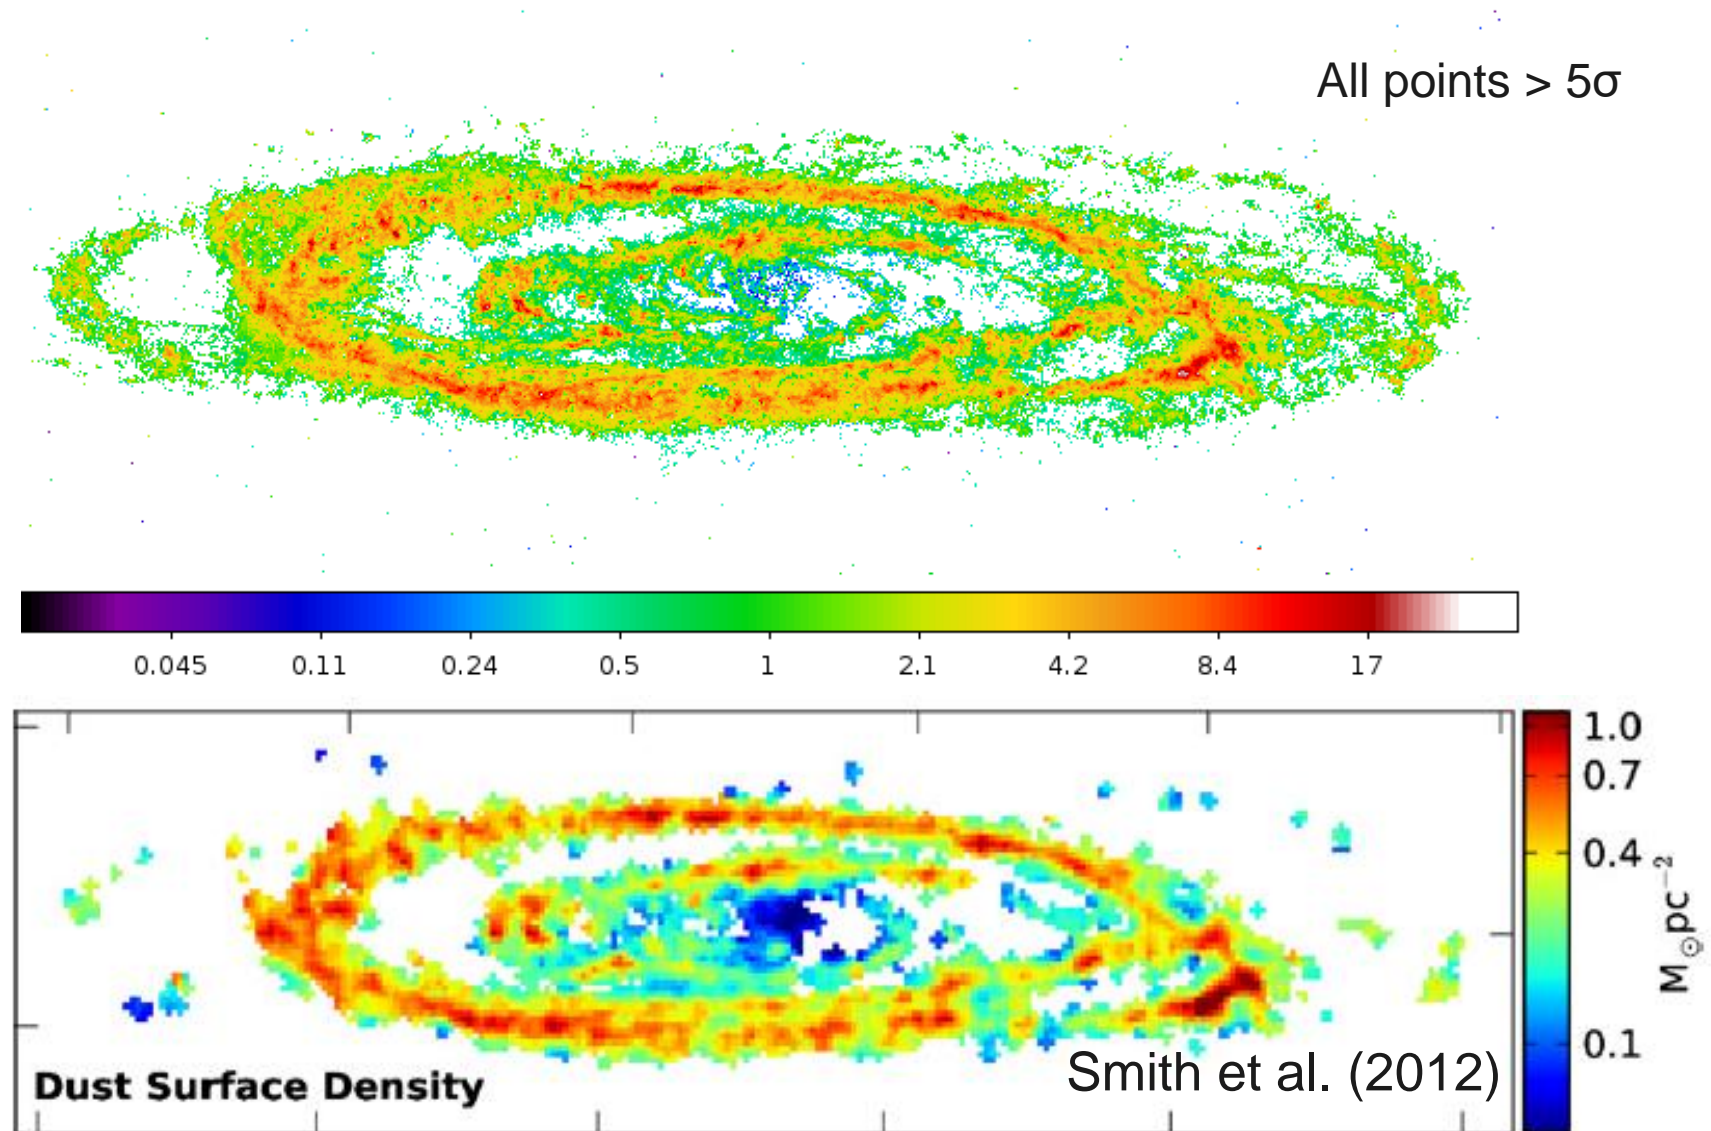 All points > 5σ
0.045 0.11 0.24 0.5 1 2.1 4.2 8.4 17
1.0
0.7
0.4
0.1
M⊙pc⁻²
Smith et al. (2012)
Dust Surface Density